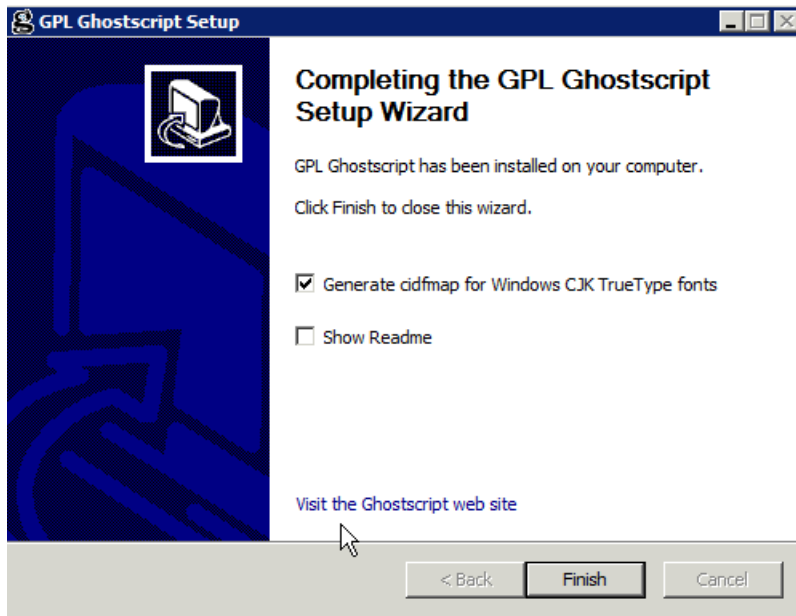 GPL Ghostscript Setup
Completing the GPL Ghostscript
Setup Wizard
GPL Ghostscript has been installed on your computer.
Click Finish to close this wizard.
Generate cidfmap for Windows CJK TrueType fonts
Show Readme
Visit the Ghostscript web site
< Back Finish Cancel